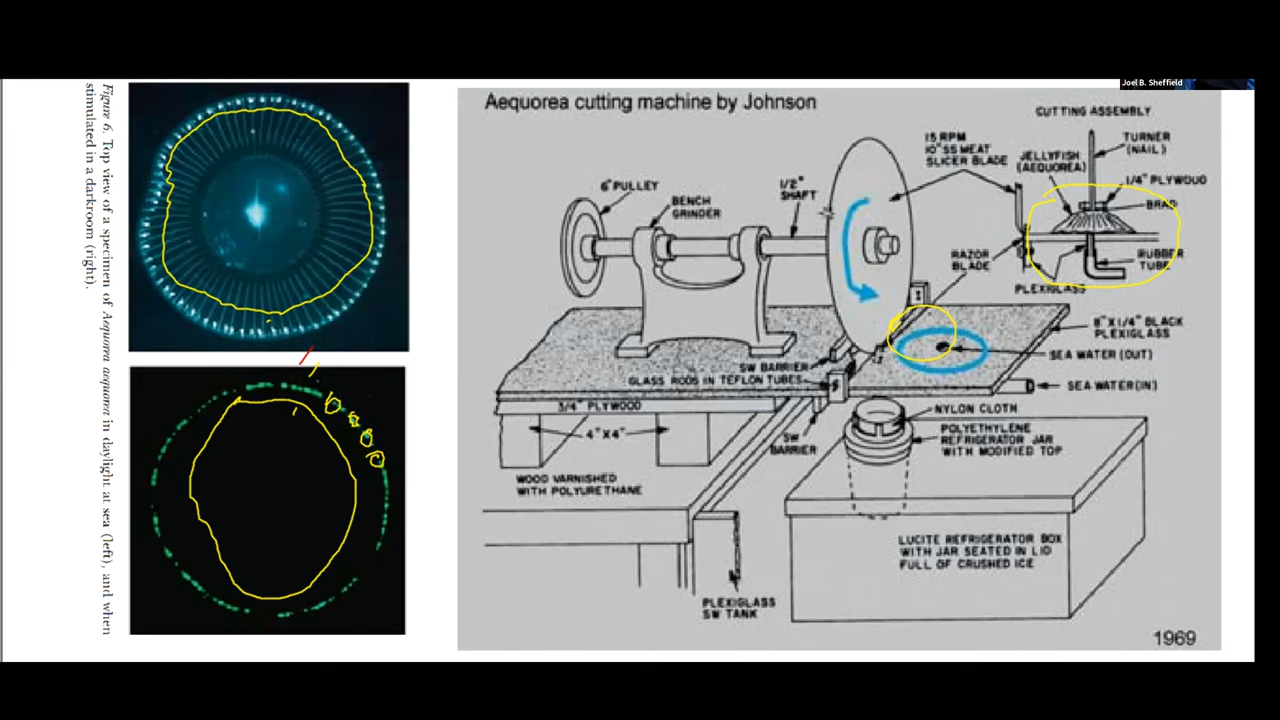 Joel B. Sheffield
Figure 6. Top view of a specimen of Aequorea aequorea in daylight at sea (left), and when
stimulated in a darkroom (right).
Aequorea cutting machine by Johnson
CUTTING ASSEMBLY
15 RPM
10" SS MEAT
SLICER BLADE
TURNER
(NAIL)
JELLYFISH
(AEQUOREA)
1/4" PLYWOOD
BRAD
6" PULLEY
BENCH
GRINDER
1/2"
SHAFT
RAZOR
BLADE
RUBBER
TUBE
PLEXIGLASS
8" X 1/4" BLACK
PLEXIGLASS
SEA WATER (OUT)
SW BARRIER
GLASS RODS IN TEFLON TUBES
SEA WATER (IN)
3/4" PLYWOOD
NYLON CLOTH
4" X 4"
SW
BARRIER
POLYETHYLENE
REFRIGERATOR JAR
WITH MODIFIED TOP
WOOD VARNISHED
WITH POLYURETHANE
LUCITE REFRIGERATOR BOX
WITH JAR SEATED IN LID
FULL OF CRUSHED ICE
PLEXIGLASS
SW TANK
1969